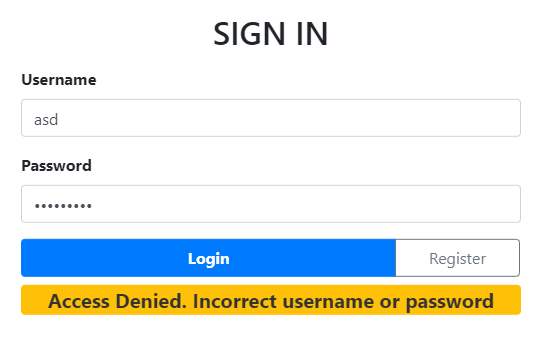 SIGN IN
Username
asd
Password
•••••••••
Login Register
Access Denied. Incorrect username or password